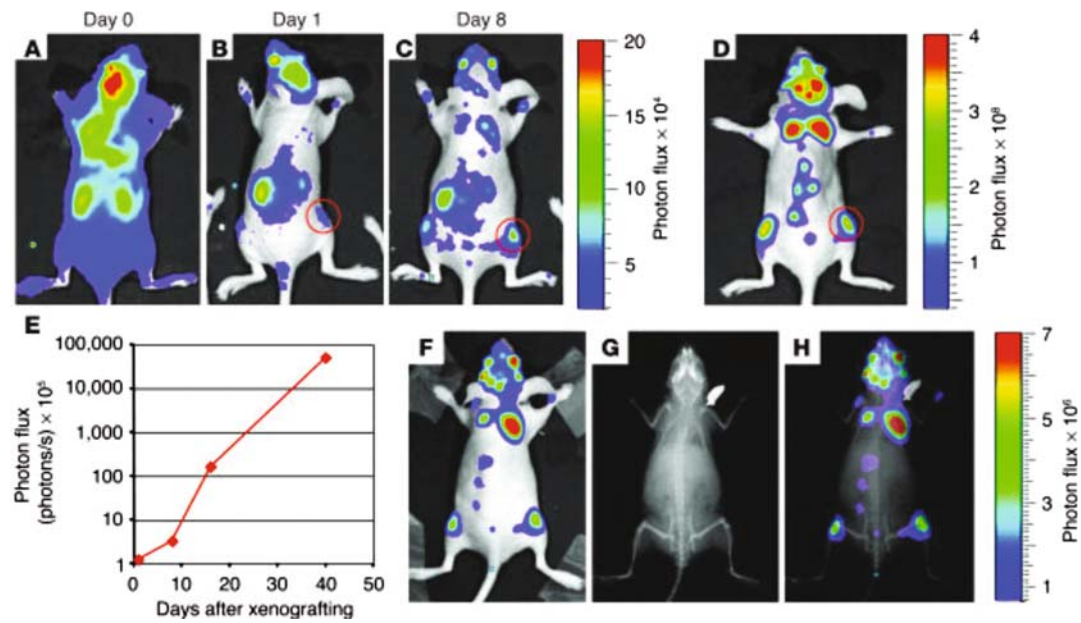 Day 0
Day 1
Day 8
A
B
C
20
15
10
5
Photon flux × 10⁴
D
4
3
2
1
Photon flux × 10⁸
E
100,000
10,000
1,000
100
10
1
Photon flux
(photons/s) × 10⁵
0
10
20
30
40
50
Days after xenografting
F
G
H
7
5
3
1
Photon flux × 10⁶